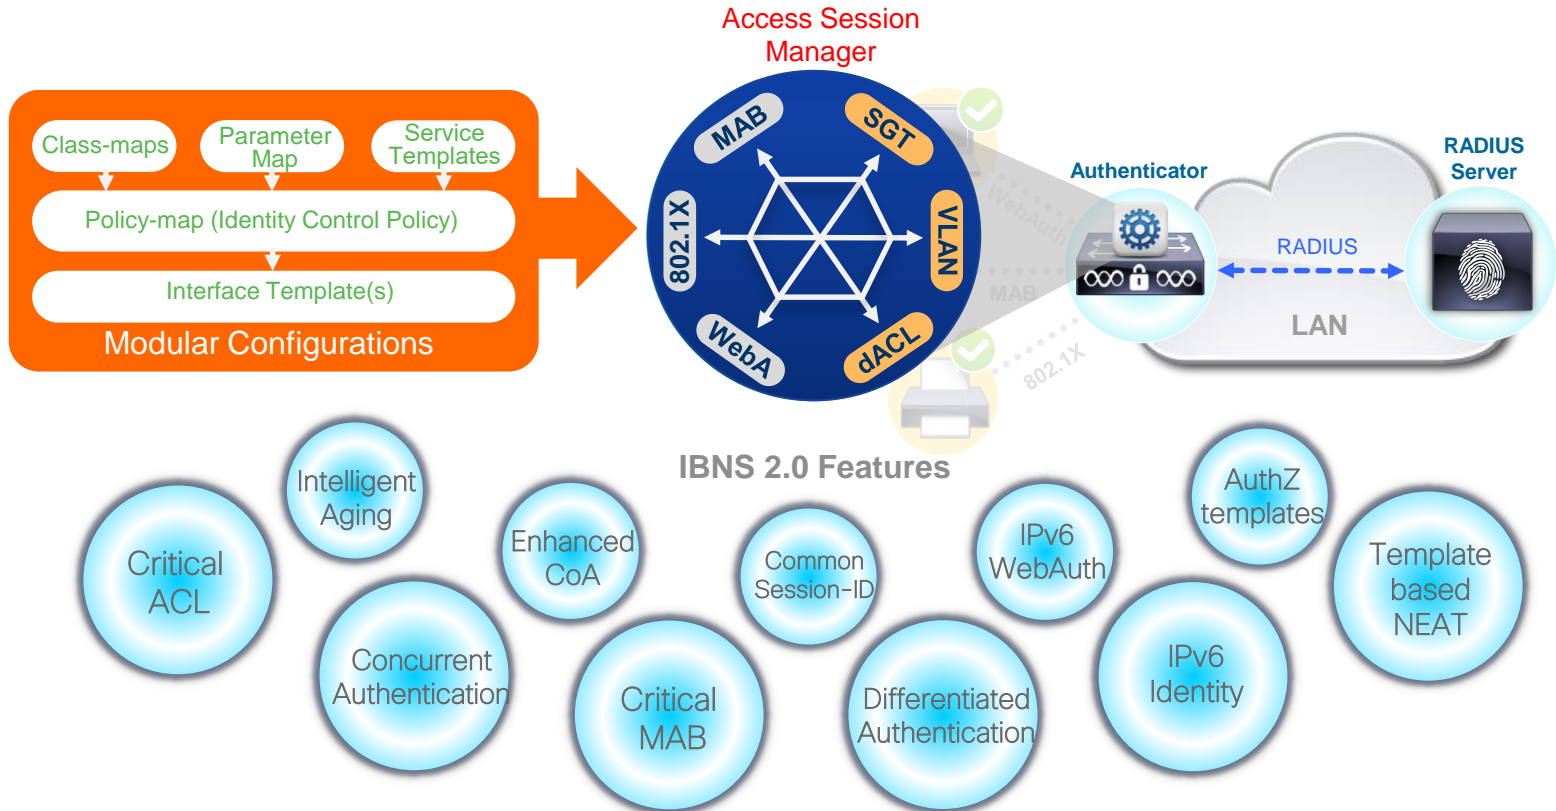 Access Session
Manager
Class-maps
Parameter
Map
Service
Templates
Policy-map (Identity Control Policy)
Interface Template(s)
Modular Configurations
MAB
SGT
802.1X
VLAN
WebA
dACL
WebAuth
MAB
802.1X
Authenticator
RADIUS
RADIUS
Server
LAN
IBNS 2.0 Features
Critical
ACL
Intelligent
Aging
Concurrent
Authentication
Enhanced
CoA
Critical
MAB
Common
Session-ID
Differentiated
Authentication
IPv6
WebAuth
IPv6
Identity
AuthZ
templates
Template
based
NEAT